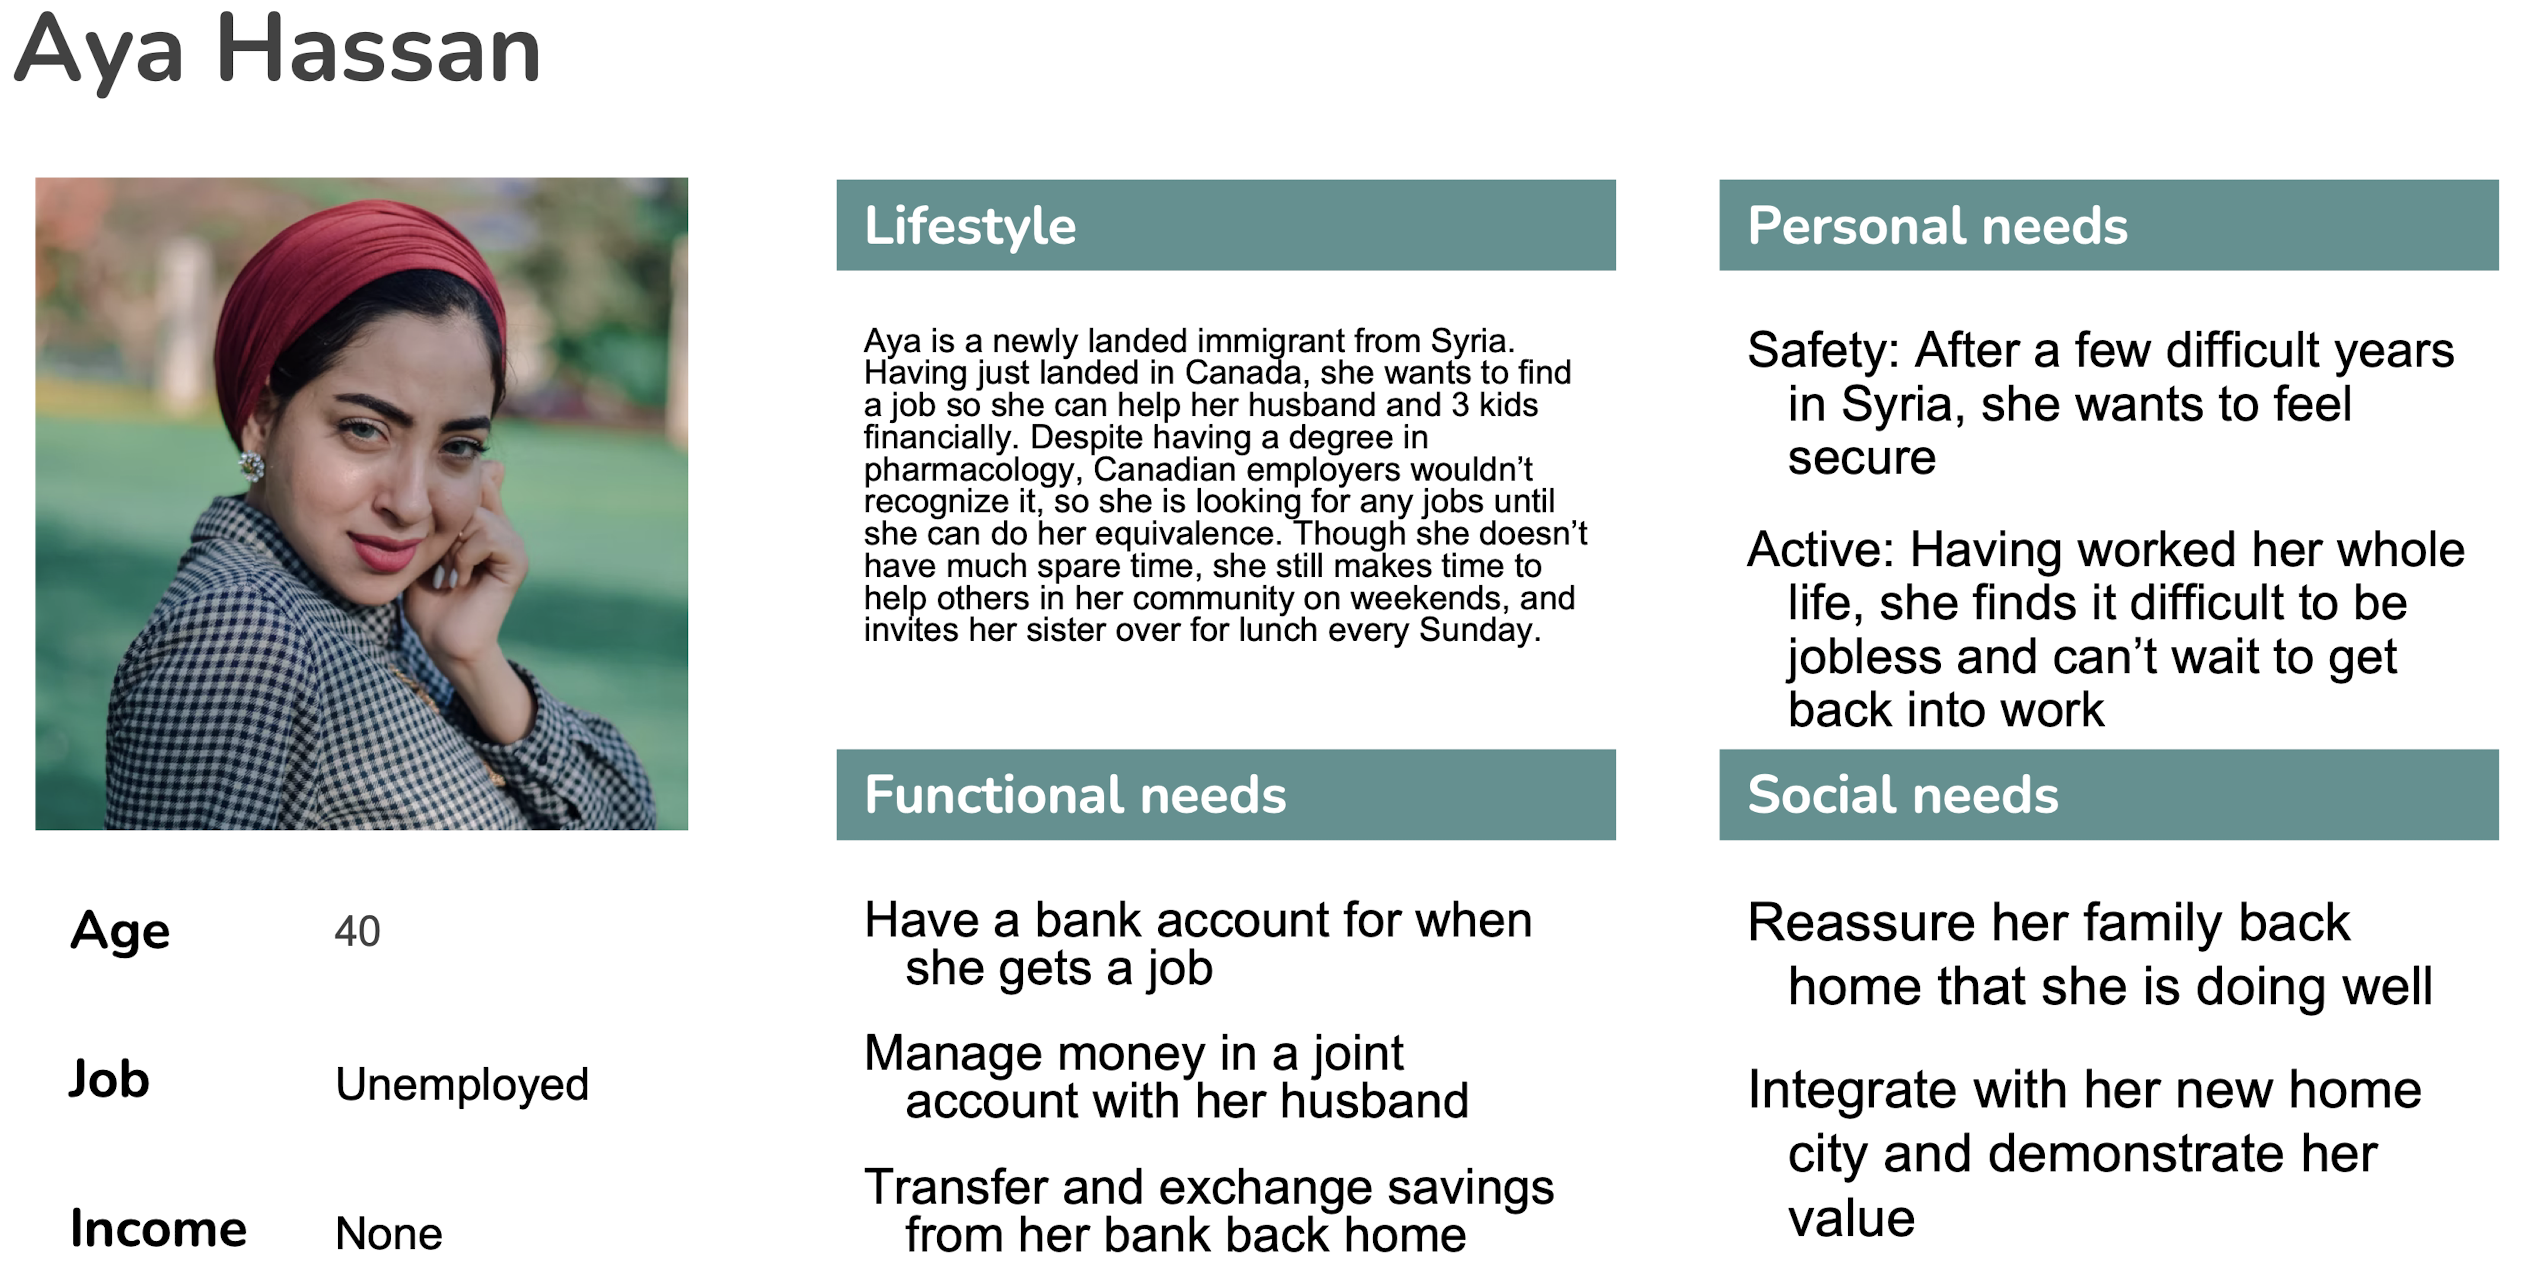 Aya Hassan
Age
40
Job
Unemployed
Income
None
Lifestyle
Aya is a newly landed immigrant from Syria.
Having just landed in Canada, she wants to find
a job so she can help her husband and 3 kids
financially. Despite having a degree in
pharmacology, Canadian employers wouldn’t
recognize it, so she is looking for any jobs until
she can do her equivalence. Though she doesn’t
have much spare time, she still makes time to
help others in her community on weekends, and
invites her sister over for lunch every Sunday.
Personal needs
Safety: After a few difficult years
in Syria, she wants to feel
secure
Active: Having worked her whole
life, she finds it difficult to be
jobless and can’t wait to get
back into work
Functional needs
Have a bank account for when
she gets a job
Manage money in a joint
account with her husband
Transfer and exchange savings
from her bank back home
Social needs
Reassure her family back
home that she is doing well
Integrate with her new home
city and demonstrate her
value